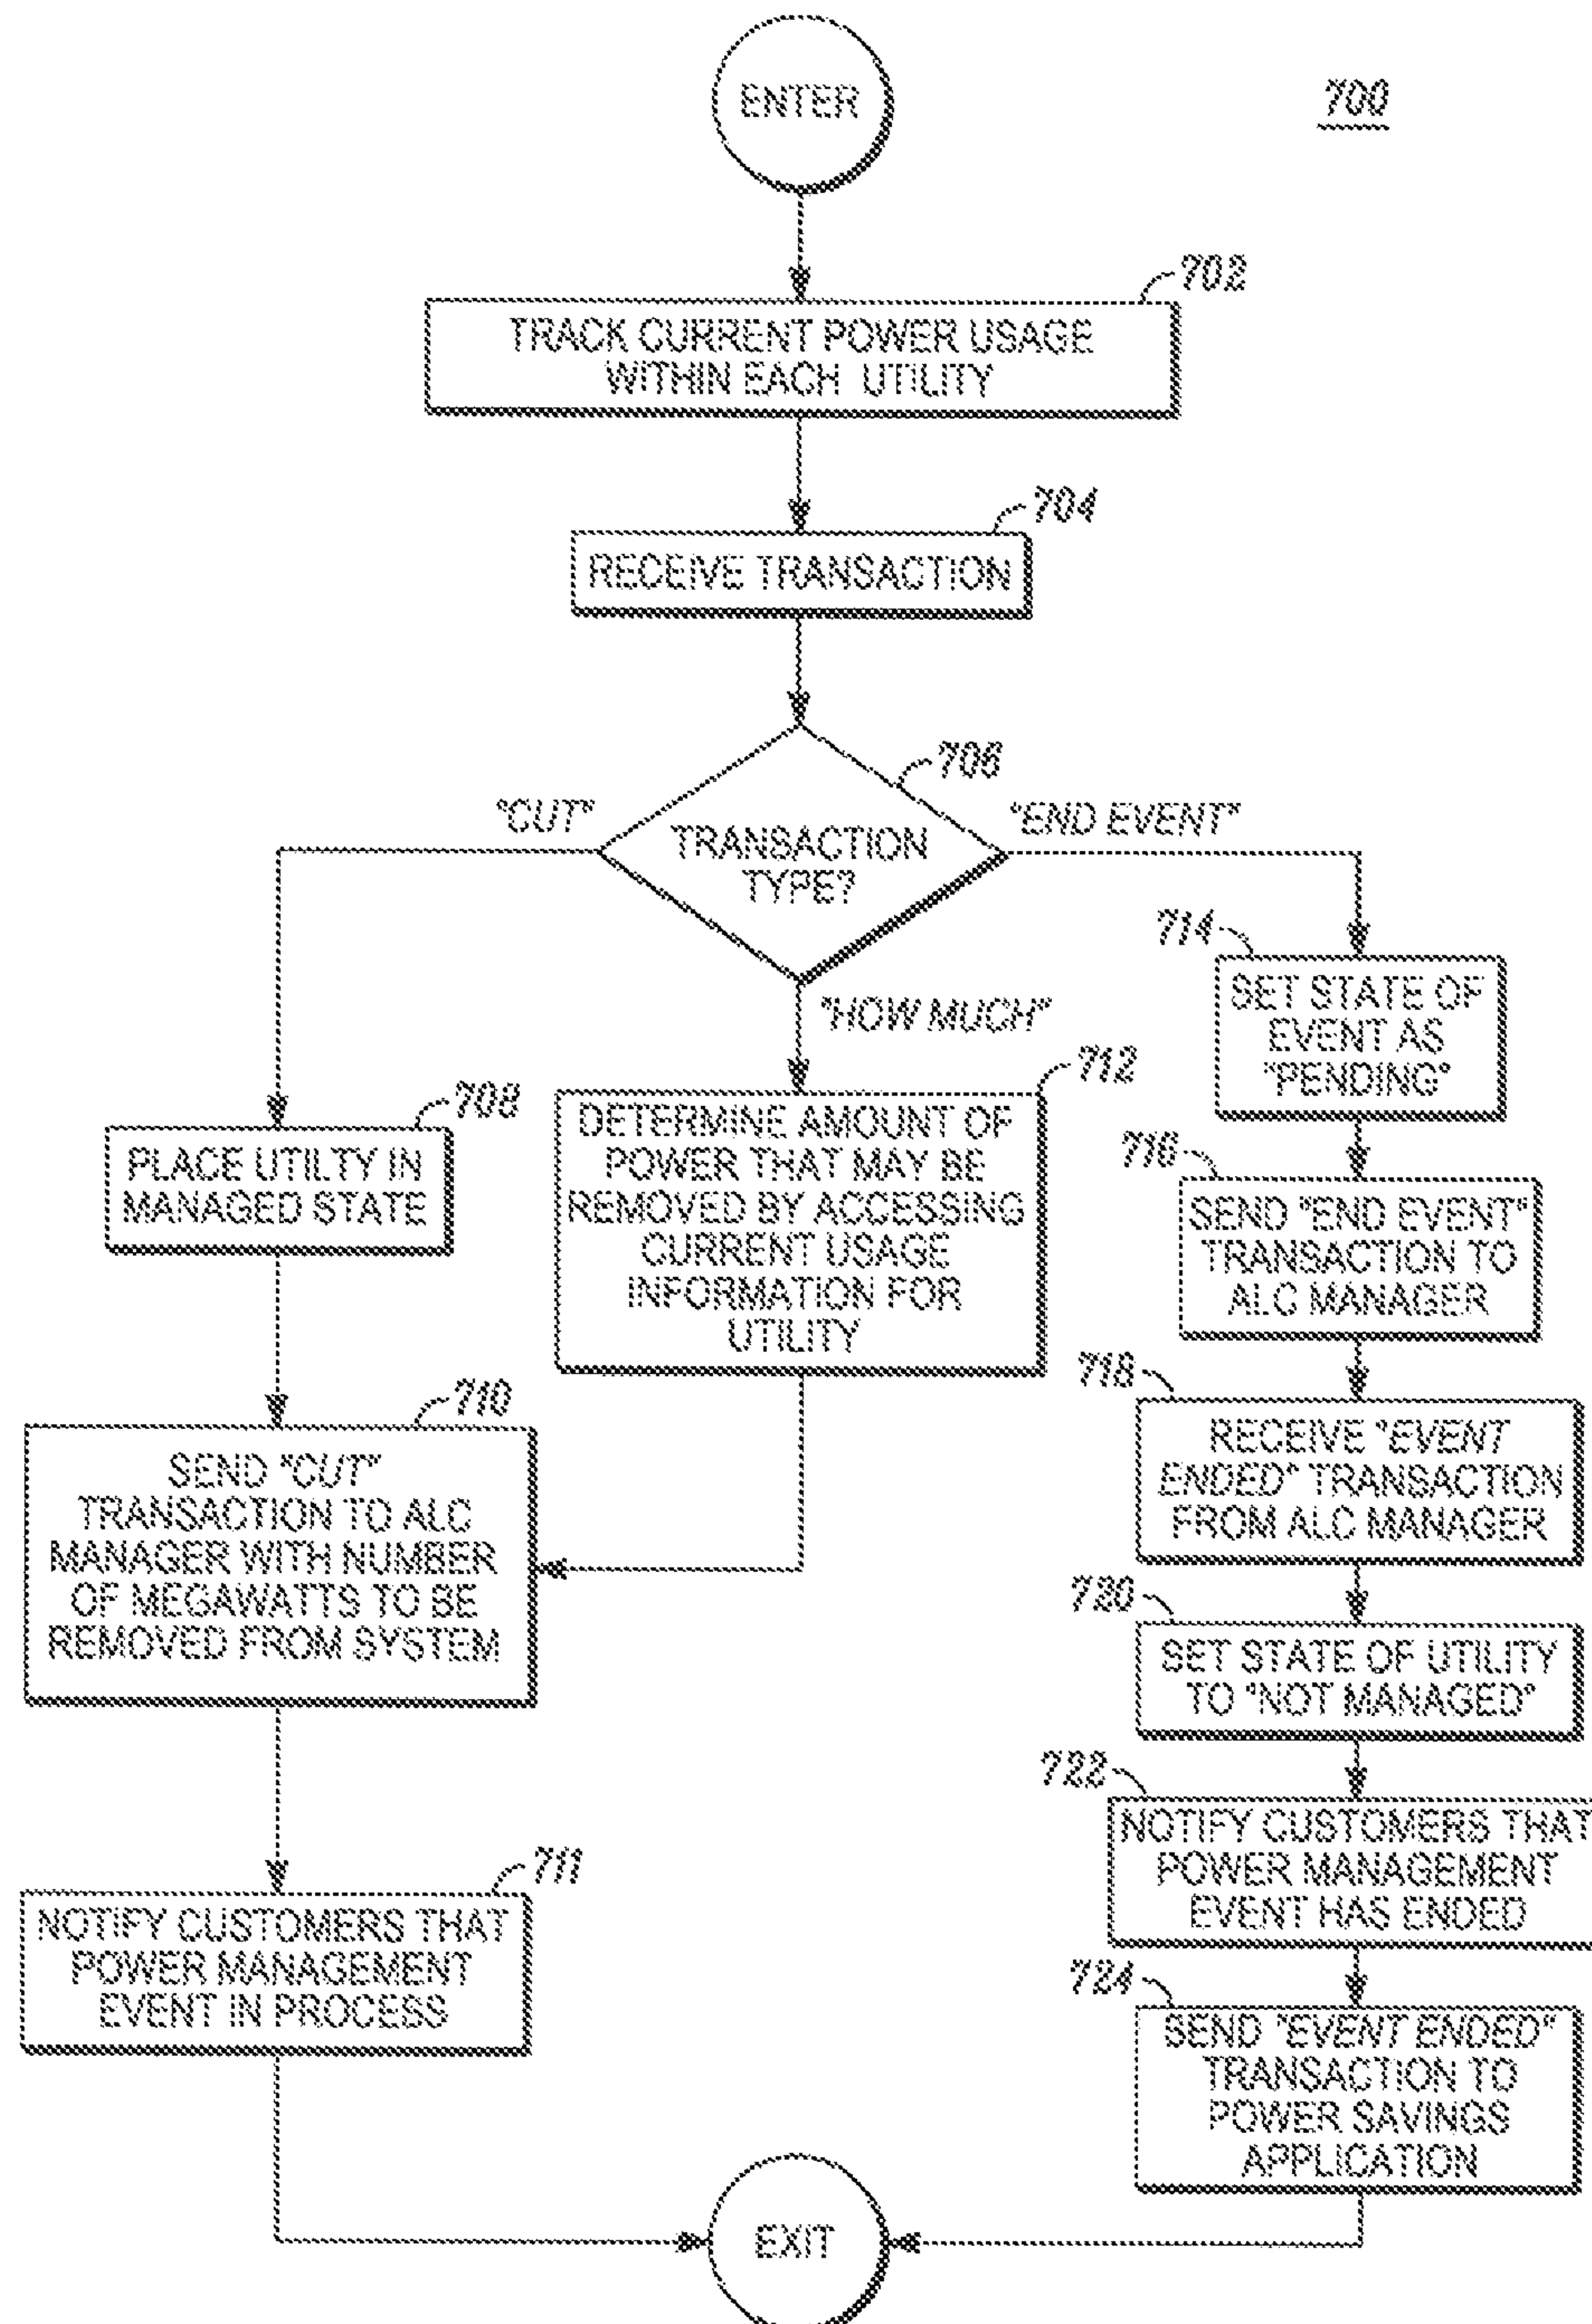 ENTER
700
702
TRACK CURRENT POWER USAGE
WITHIN EACH UTILITY
704
RECEIVE TRANSACTION
706
"CUT"
"END EVENT"
TRANSACTION
TYPE?
"HOW MUCH"
708
PLACE UTILTY IN
MANAGED STATE
712
DETERMINE AMOUNT OF
POWER THAT MAY BE
REMOVED BY ACCESSING
CURRENT USAGE
INFORMATION FOR
UTILITY
710
SEND "CUT"
TRANSACTION TO ALC
MANAGER WITH NUMBER
OF MEGAWATTS TO BE
REMOVED FROM SYSTEM
711
NOTIFY CUSTOMERS THAT
POWER MANAGEMENT
EVENT IN PROCESS
714
SET STATE OF
EVENT AS
"PENDING"
716
SEND "END EVENT"
TRANSACTION TO
ALC MANAGER
718
RECEIVE "EVENT
ENDED" TRANSACTION
FROM ALC MANAGER
720
SET STATE OF UTILITY
TO "NOT MANAGED"
722
NOTIFY CUSTOMERS THAT
POWER MANAGEMENT
EVENT HAS ENDED
724
SEND "EVENT ENDED"
TRANSACTION TO
POWER SAVINGS
APPLICATION
EXIT